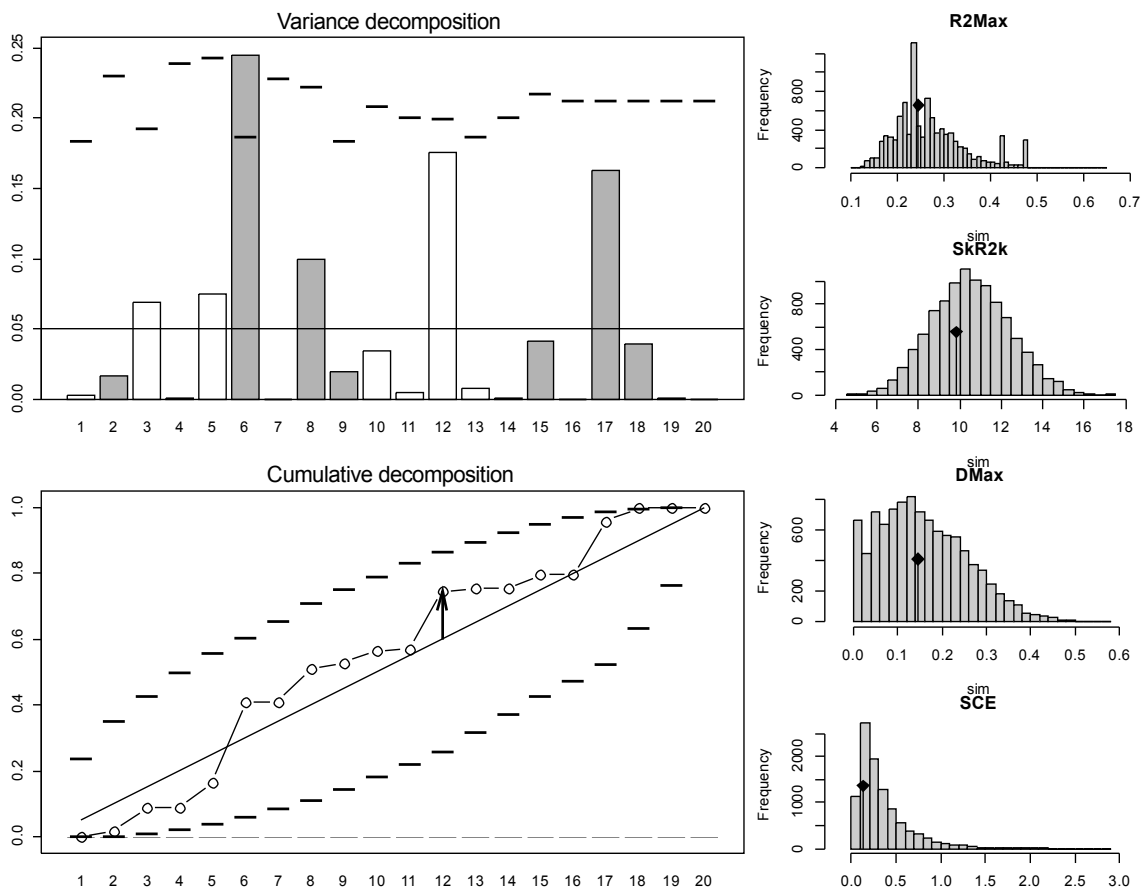 Variance decomposition
0.25
0.20
0.15
0.10
0.05
0.00
1 2 3 4 5 6 7 8 9 10 11 12 13 14 15 16 17 18 19 20
Cumulative decomposition
1.0
0.8
0.6
0.4
0.2
0.0
1 2 3 4 5 6 7 8 9 10 11 12 13 14 15 16 17 18 19 20
R2Max
Frequency
800
400
0
0.1 0.2 0.3 0.4 0.5 0.6 0.7
sim
SkR2k
Frequency
800
400
0
4 6 8 10 12 14 16 18
sim
DMax
Frequency
600
400
200
0
0.0 0.1 0.2 0.3 0.4 0.5 0.6
sim
SCE
Frequency
2000
1000
0
0.0 0.5 1.0 1.5 2.0 2.5 3.0